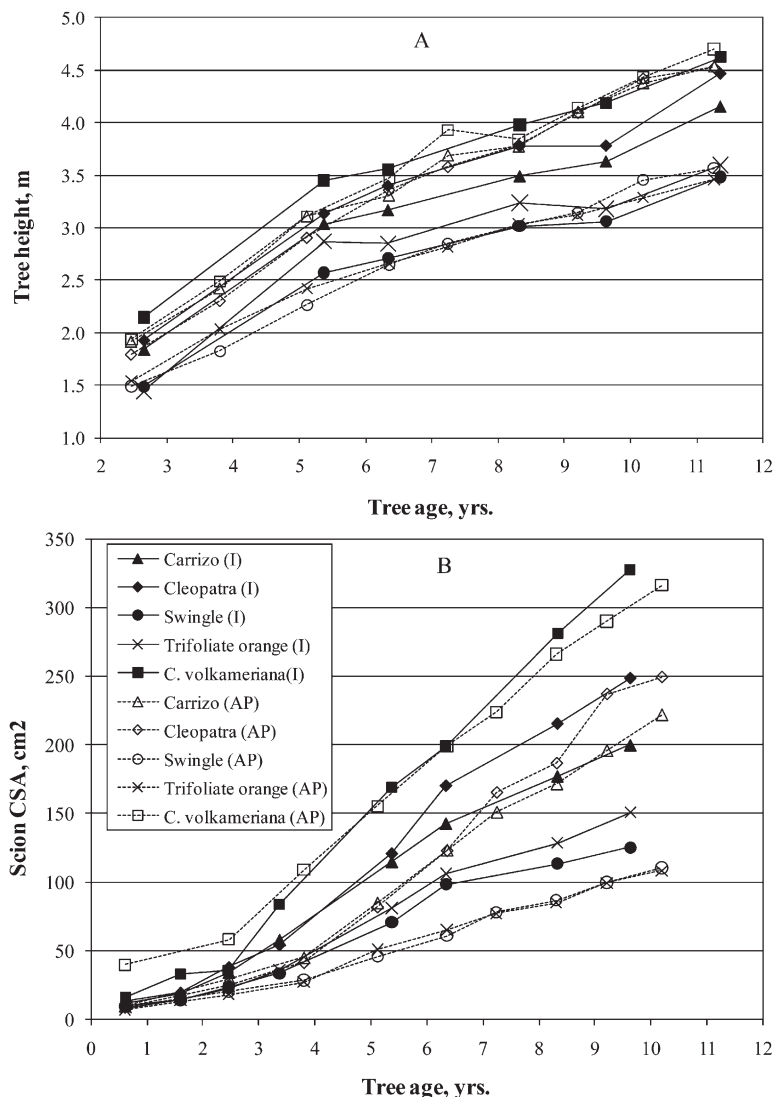 A
5.0
4.5
4.0
3.5
3.0
2.5
2.0
1.5
1.0
Tree height, m
2 3 4 5 6 7 8 9 10 11 12
Tree age, yrs.
B
350
300
250
200
150
100
50
0
Scion CSA, cm2
Carrizo (I)
Cleopatra (I)
Swingle (I)
Trifoliate orange (I)
C. volkameriana(I)
Carrizo (AP)
Cleopatra (AP)
Swingle (AP)
Trifoliate orange (AP)
C. volkameriana (AP)
0 1 2 3 4 5 6 7 8 9 10 11 12
Tree age, yrs.